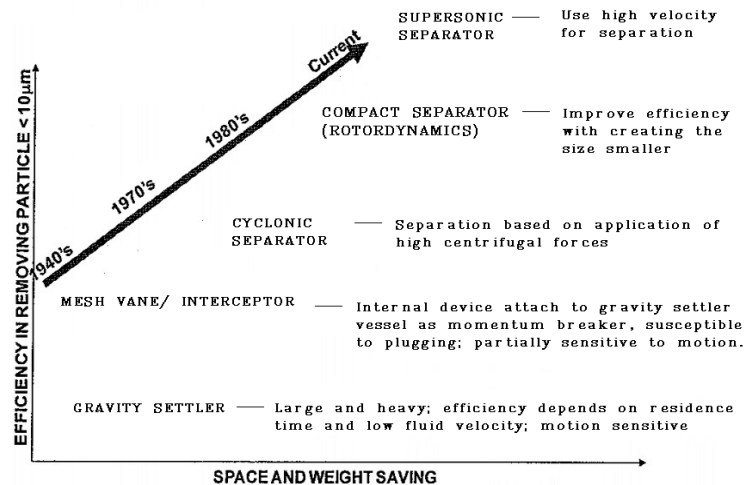 SUPERSONIC —— Use high velocity
SEPARATOR for separation
Current
COMPACT SEPARATOR —— Improve efficiency
(ROTORDYNAMICS) with creating the
size smaller
1980's
1970's
CYCLONIC —— Separation based on application of
SEPARATOR high centrifugal forces
1940's
MESH VANE/ INTERCEPTOR —— Internal device attach to gravity settler
vessel as momentum breaker, susceptible
to plugging; partially sensitive to motion.
GRAVITY SETTLER —— Large and heavy; efficiency depends on residence
time and low fluid velocity; motion sensitive
EFFICIENCY IN REMOVING PARTICLE <10µm
SPACE AND WEIGHT SAVING